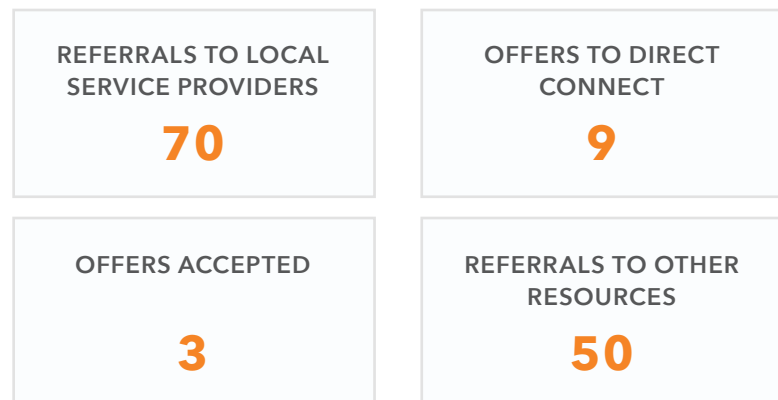 REFERRALS TO LOCAL
SERVICE PROVIDERS
70
OFFERS TO DIRECT
CONNECT
9
OFFERS ACCEPTED
3
REFERRALS TO OTHER
RESOURCES
50